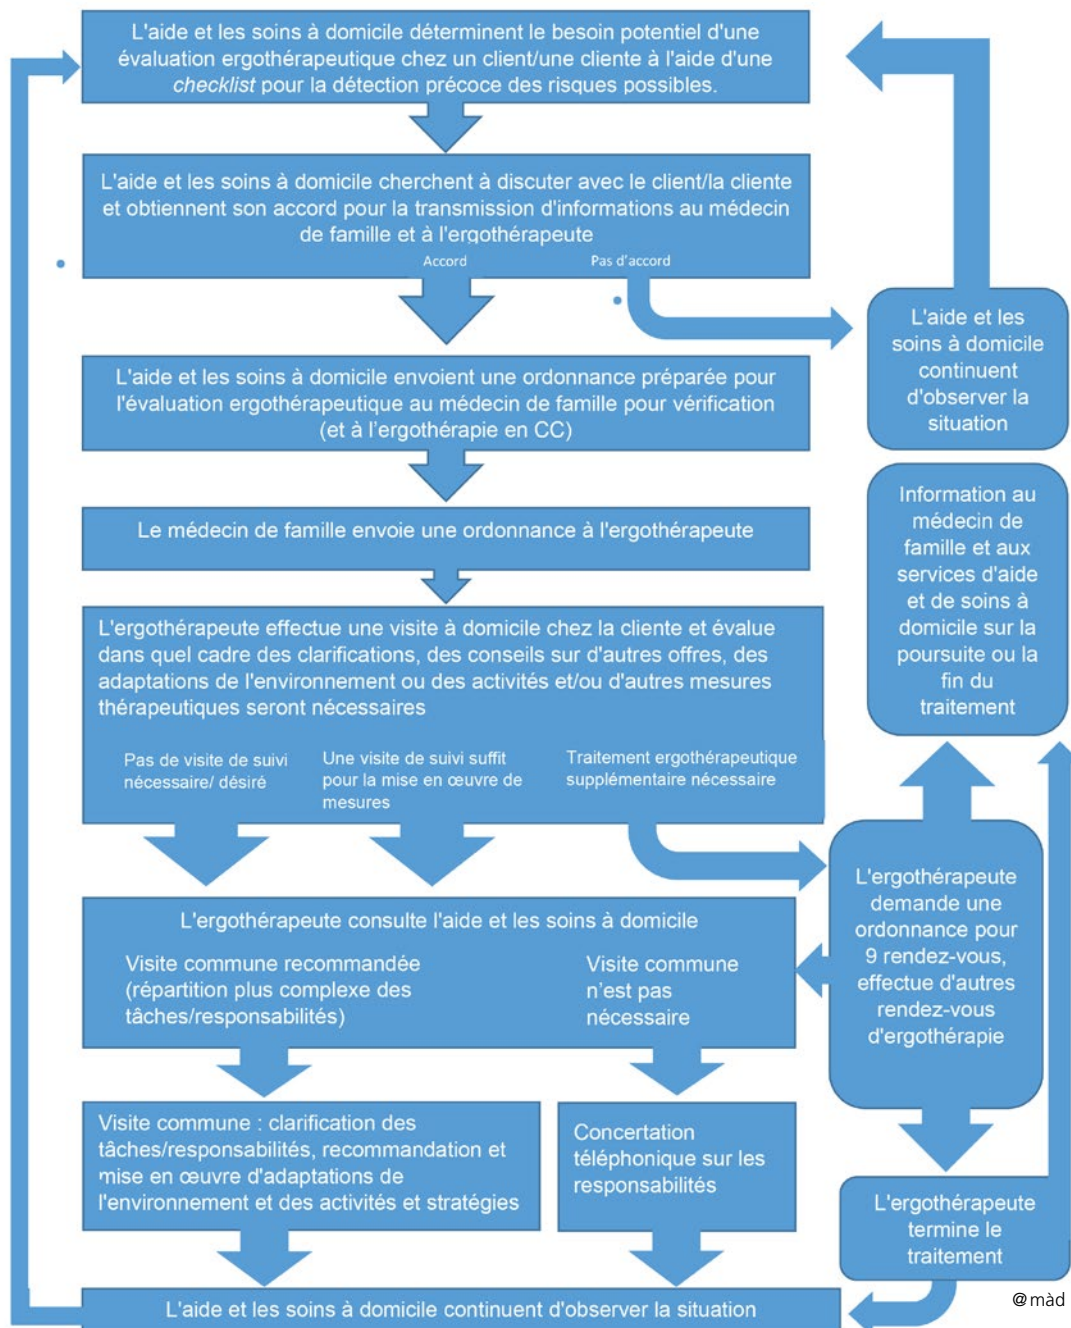 L'aide et les soins à domicile déterminent le besoin potentiel d'une
évaluation ergothérapeutique chez un client/une cliente à l'aide d'une
checklist pour la détection précoce des risques possibles.
L'aide et les soins à domicile cherchent à discuter avec le client/la cliente
et obtiennent son accord pour la transmission d'informations au médecin
de famille et à l'ergothérapeute
Accord
Pas d'accord
L'aide et les
soins à domicile
continuent
d'observer la
situation
L'aide et les soins à domicile envoient une ordonnance préparée pour
l'évaluation ergothérapeutique au médecin de famille pour vérification
(et à l'ergothérapie en CC)
Le médecin de famille envoie une ordonnance à l'ergothérapeute
Information au
médecin de
famille et aux
services d'aide
et de soins à
domicile sur la
poursuite ou la
fin du
traitement
L'ergothérapeute effectue une visite à domicile chez la cliente et évalue
dans quel cadre des clarifications, des conseils sur d'autres offres, des
adaptations de l'environnement ou des activités et/ou d'autres mesures
thérapeutiques seront nécessaires
Pas de visite de suivi
nécessaire/ désiré
Une visite de suivi suffit
pour la mise en œuvre de
mesures
Traitement ergothérapeutique
supplémentaire nécessaire
L'ergothérapeute
demande une
ordonnance pour
9 rendez-vous,
effectue d'autres
rendez-vous
d'ergothérapie
L'ergothérapeute consulte l'aide et les soins à domicile
Visite commune recommandée
(répartition plus complexe des
tâches/responsabilités)
Visite commune
n'est pas
nécessaire
Visite commune : clarification des
tâches/responsabilités, recommandation et
mise en œuvre d'adaptations de
l'environnement et des activités et stratégies
Concertation
téléphonique sur les
responsabilités
L'ergothérapeute
termine le
traitement
L'aide et les soins à domicile continuent d'observer la situation
@màd